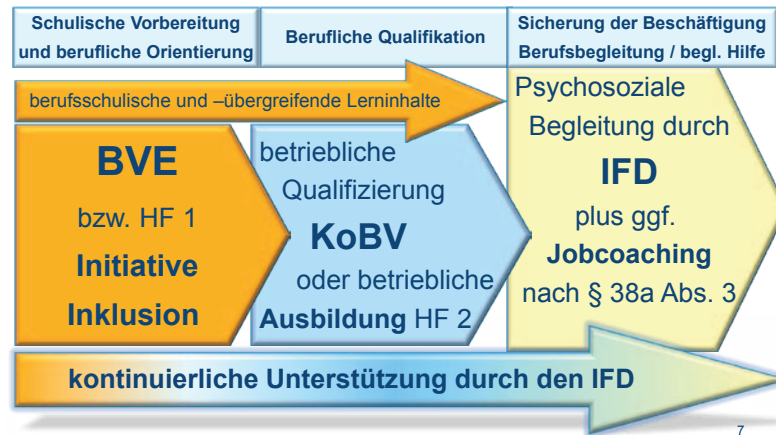 Schulische Vorbereitung
und berufliche Orientierung
Berufliche Qualifikation
Sicherung der Beschäftigung
Berufsbegleitung / begl. Hilfe
berufsschulische und –übergreifende Lerninhalte
BVE
bzw. HF 1
Initiative
Inklusion
betriebliche
Qualifizierung
KoBV
oder betriebliche
Ausbildung HF 2
Psychosoziale
Begleitung durch
IFD
plus ggf.
Jobcoaching
nach § 38a Abs. 3
kontinuierliche Unterstützung durch den IFD
7